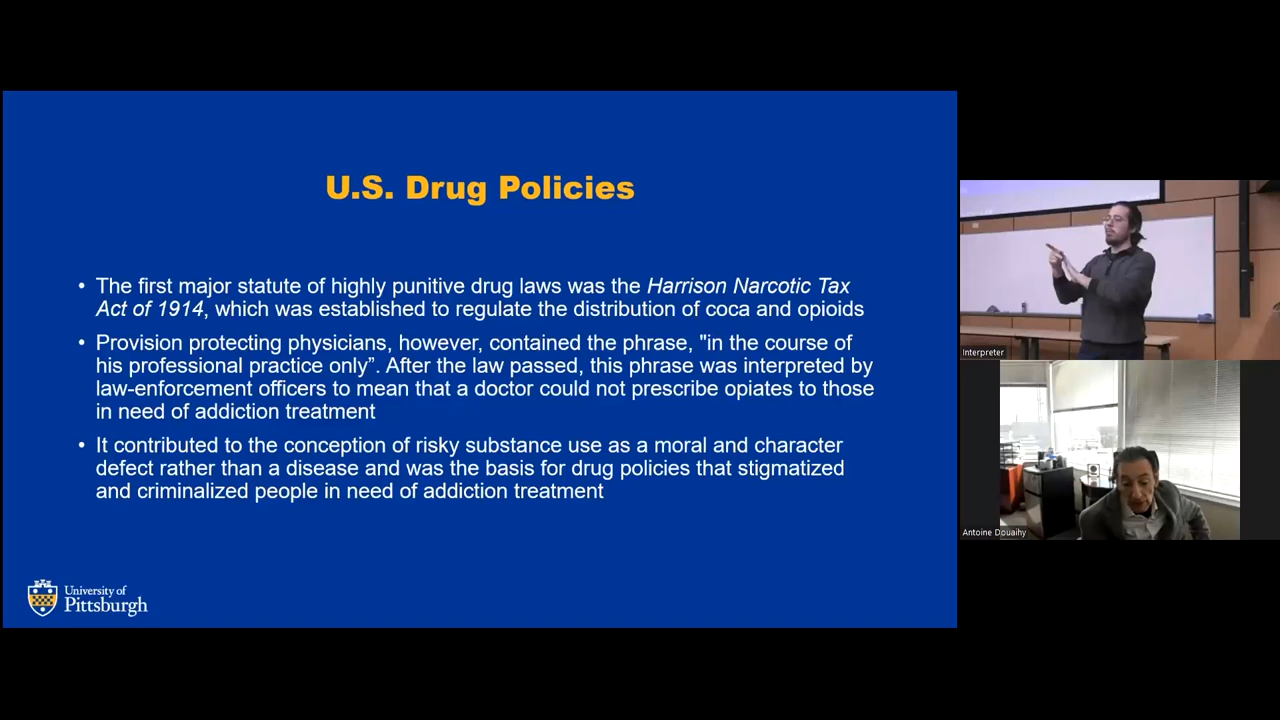 U.S. Drug Policies
• The first major statute of highly punitive drug laws was the Harrison Narcotic Tax
Act of 1914, which was established to regulate the distribution of coca and opioids
• Provision protecting physicians, however, contained the phrase, "in the course of
his professional practice only”. After the law passed, this phrase was interpreted by
law-enforcement officers to mean that a doctor could not prescribe opiates to those
in need of addiction treatment
• It contributed to the conception of risky substance use as a moral and character
defect rather than a disease and was the basis for drug policies that stigmatized
and criminalized people in need of addiction treatment
University of
Pittsburgh
Interpreter
Antoine Douaihy